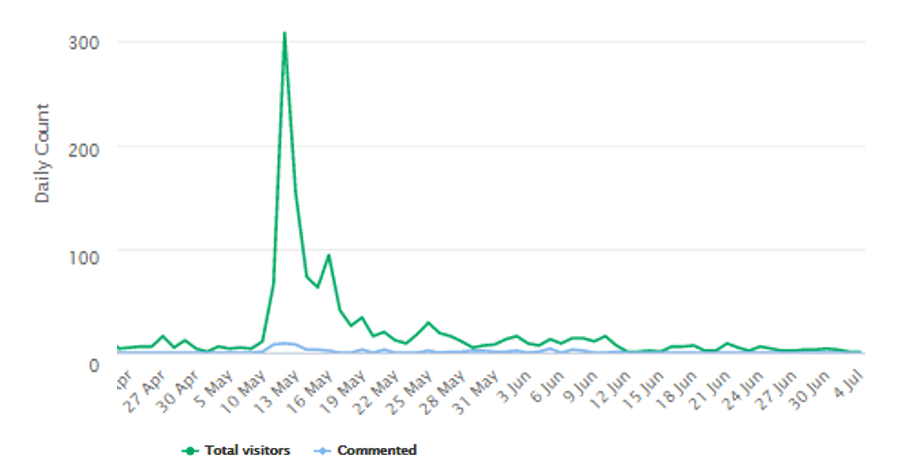 Daily Count
300
200
100
0
27 Apr
30 Apr
5 May
10 May
13 May
16 May
19 May
22 May
25 May
28 May
31 May
3 Jun
6 Jun
9 Jun
12 Jun
15 Jun
18 Jun
21 Jun
24 Jun
27 Jun
30 Jun
4 Jul
Total visitors Commented